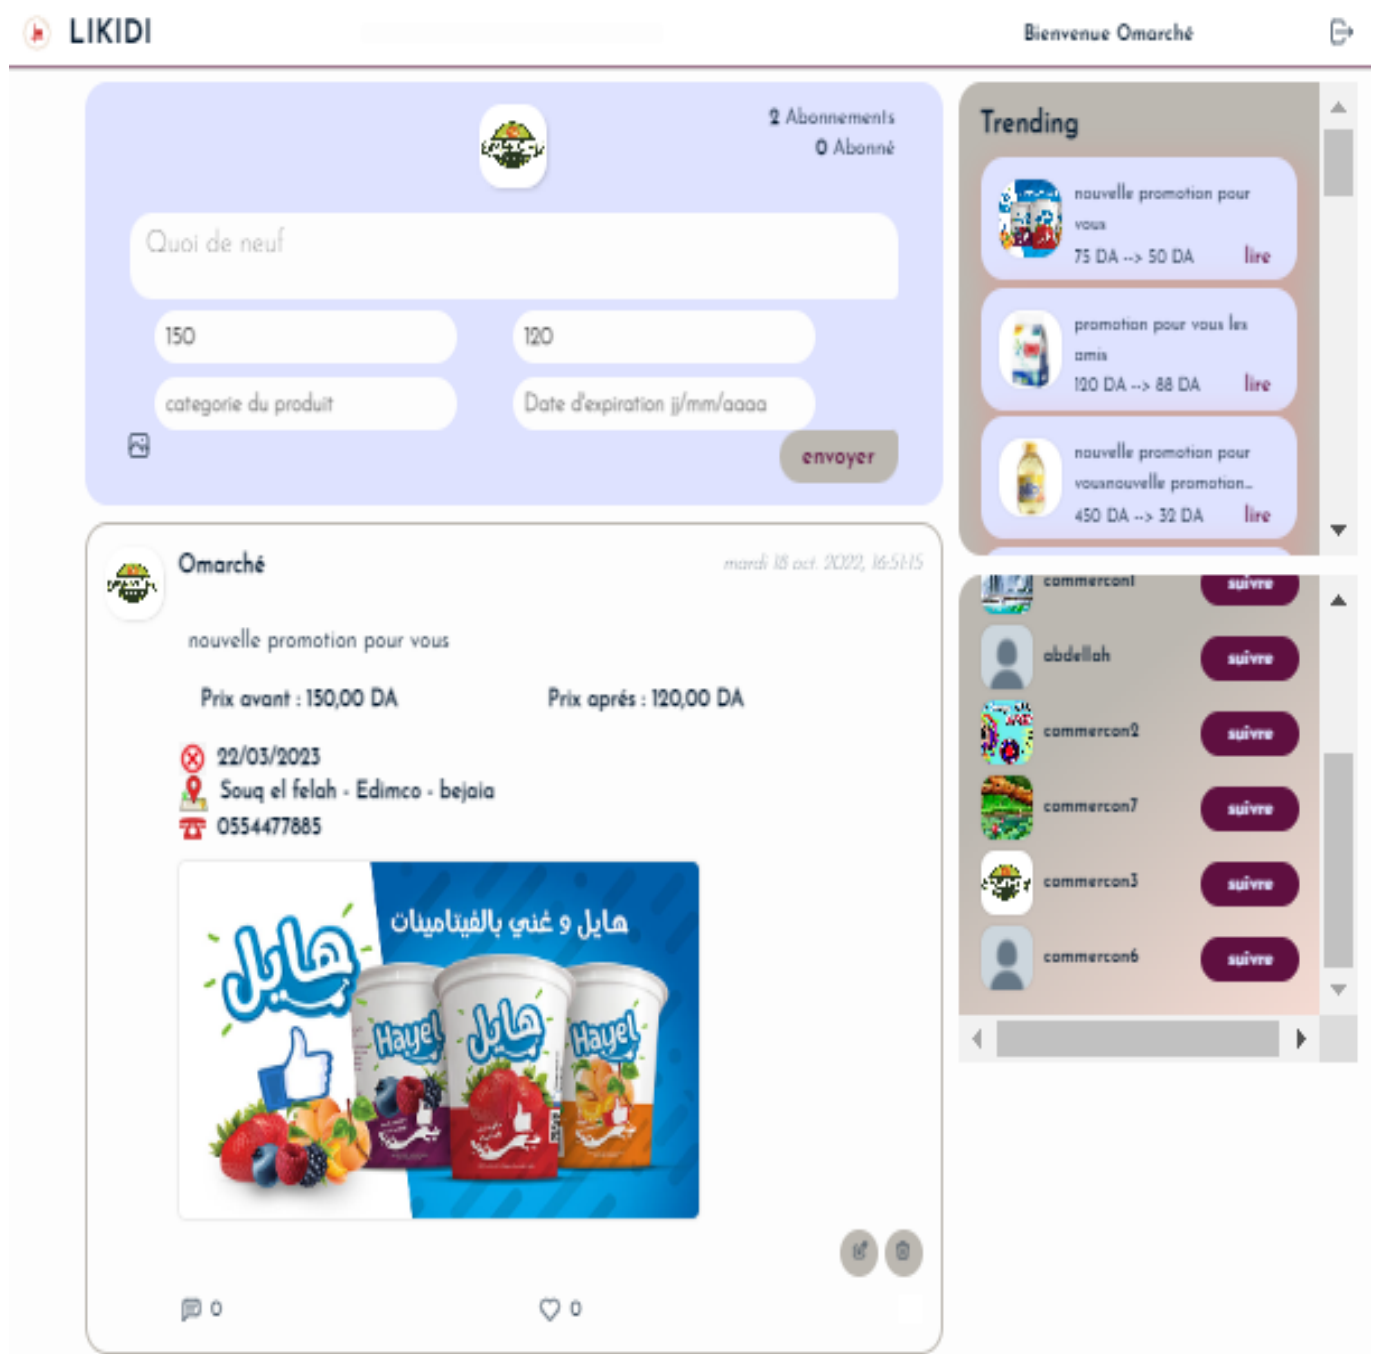 LIKIDI
Bienvenue Omarché
2 Abonnements
0 Abonné
Quoi de neuf
150
120
categorie du produit
Date d'expiration jj/mm/aaaa
envoyer
Omarché
mardi 18 oct. 2022, 16:51:15
nouvelle promotion pour vous
Prix avant : 150,00 DA
Prix aprés : 120,00 DA
22/03/2023
Souq el felah - Edimco - bejaia
0554477885
هايل و غني بالفيتامينات
هايل
Hayel
هايل
Hayel
0
0
Trending
nouvelle promotion pour
vous
75 DA --> 50 DA
lire
promotion pour vous les
amis
120 DA --> 88 DA
lire
nouvelle promotion pour
vousnouvelle promotion...
450 DA --> 32 DA
lire
commercon1
suivre
abdellah
suivre
commercon2
suivre
commercon7
suivre
commercon3
suivre
commercon6
suivre